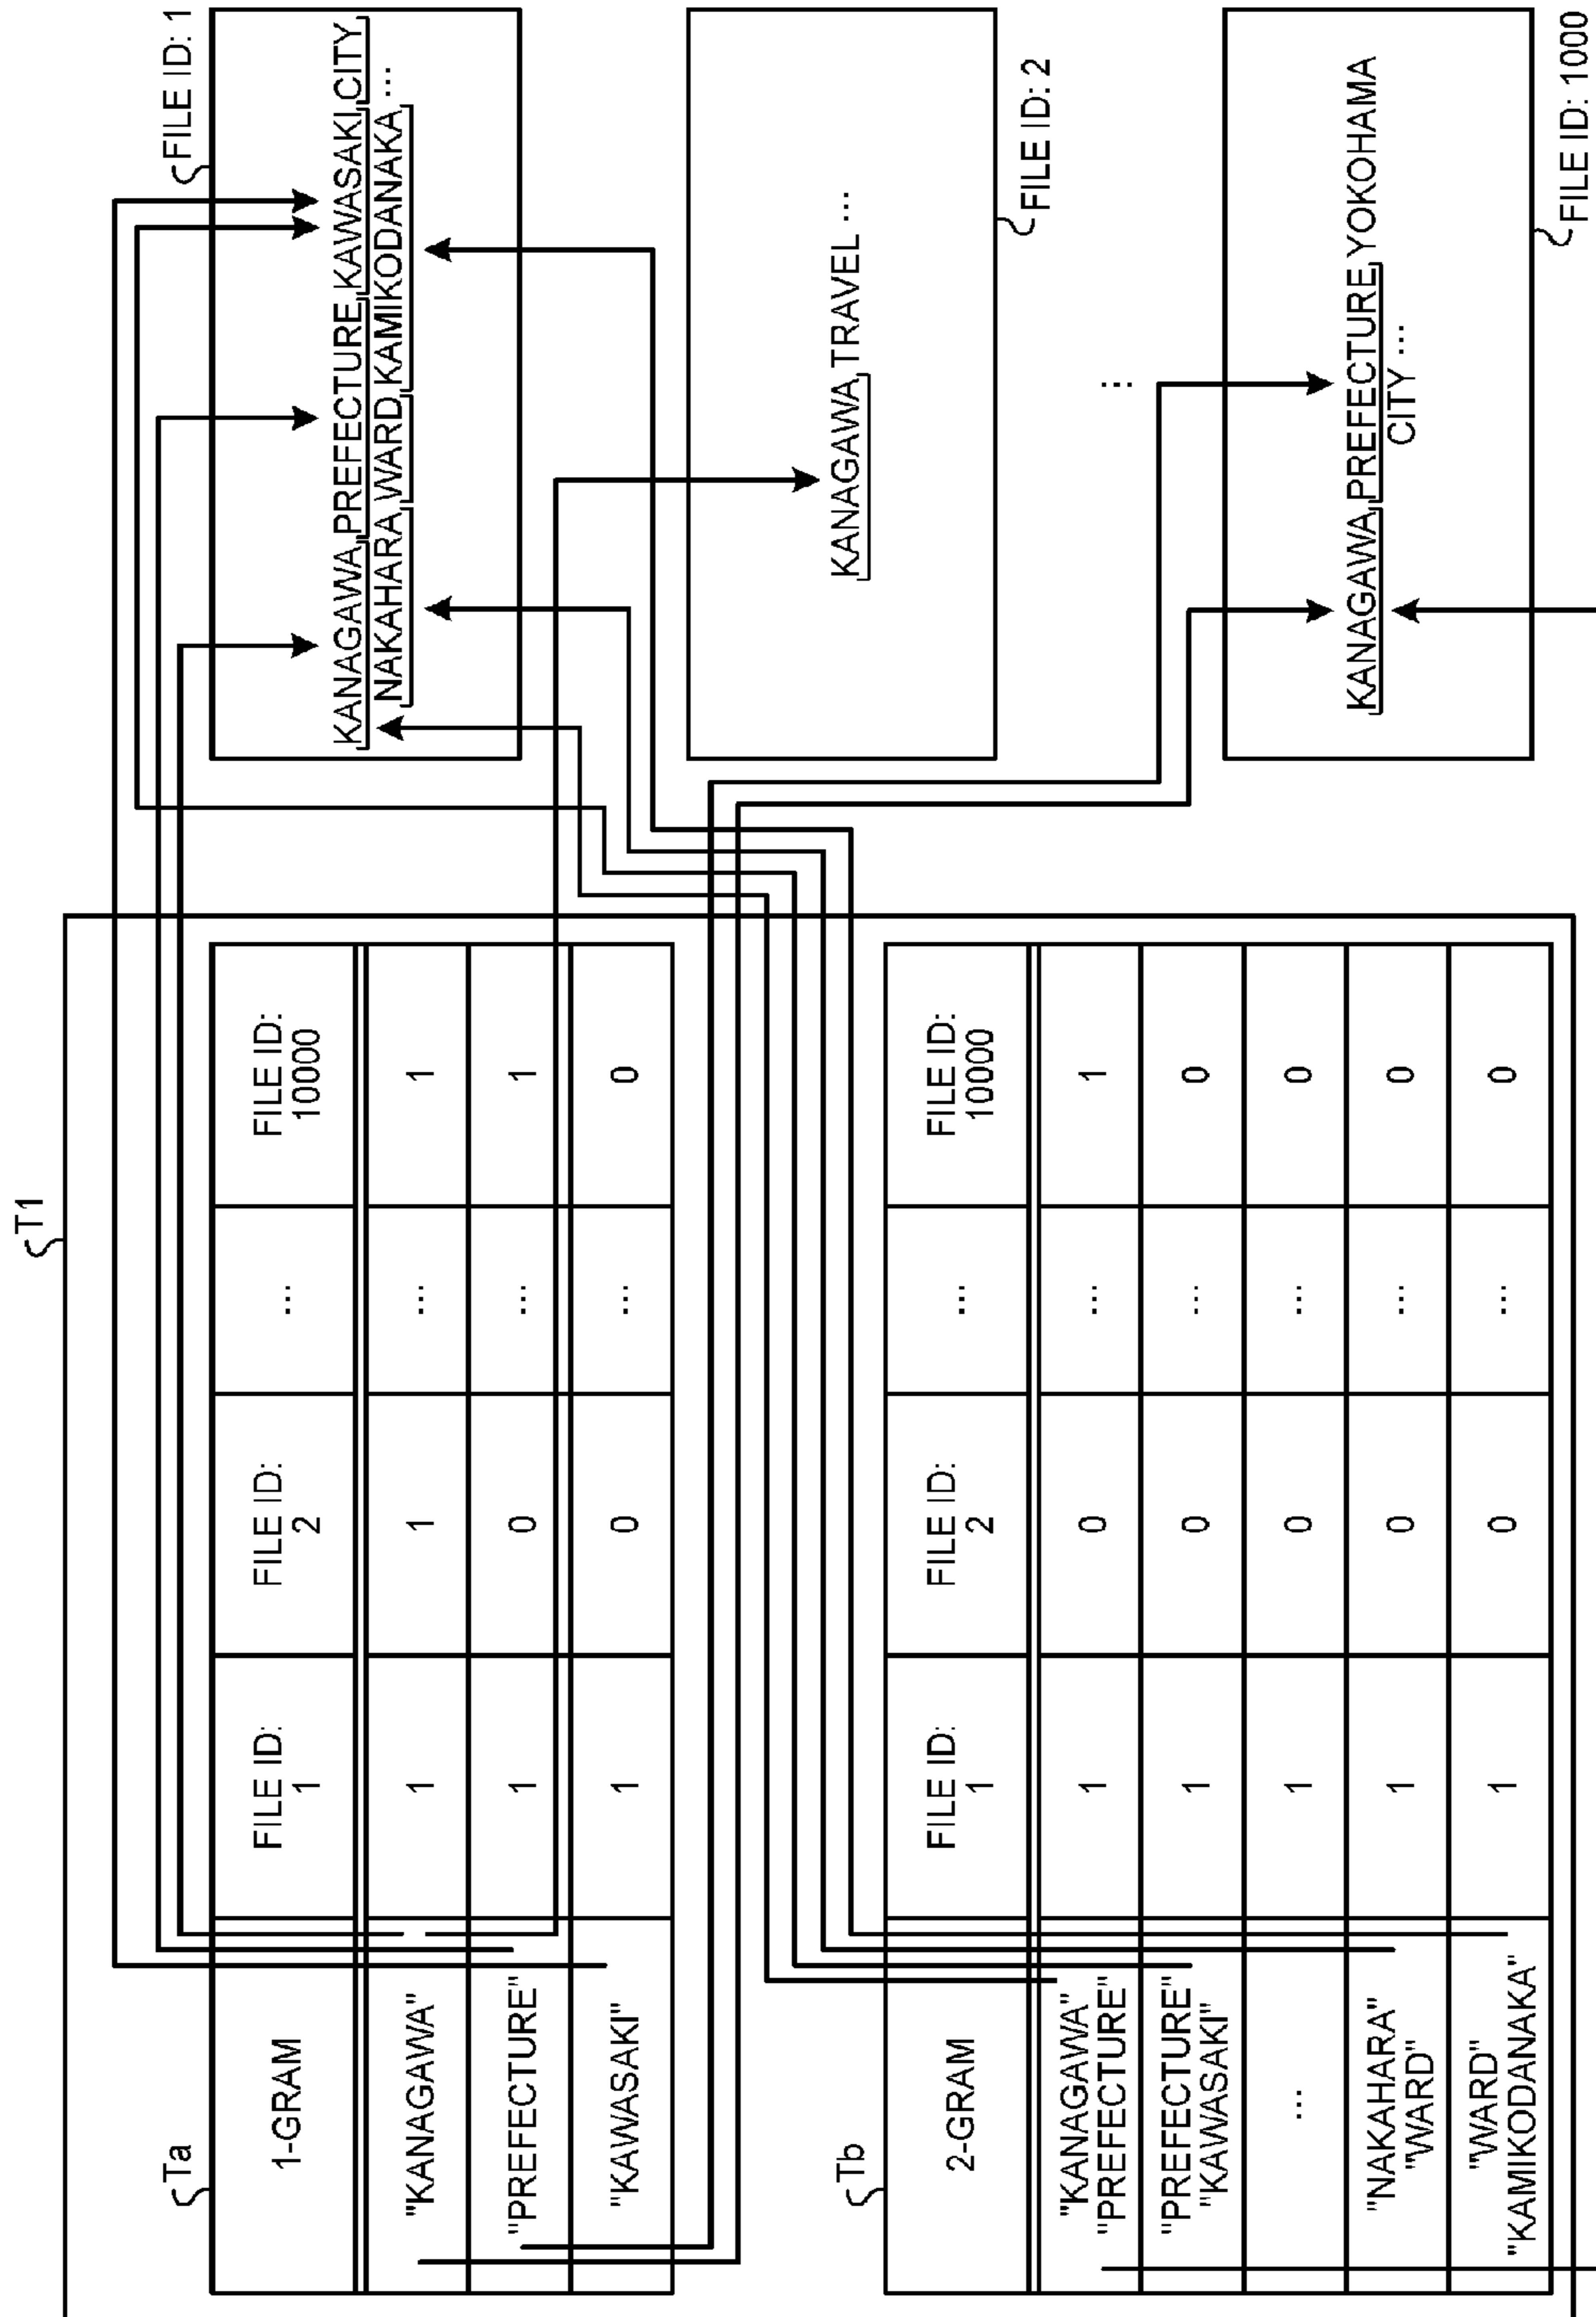 T1
Ta
1-GRAM
FILE ID:
1
FILE ID:
2
...
FILE ID:
10000
"KANAGAWA"
1
1
...
1
"PREFECTURE"
1
0
...
1
"KAWASAKI"
1
0
...
0
Tb
2-GRAM
FILE ID:
1
FILE ID:
2
...
FILE ID:
10000
"KANAGAWA"
"PREFECTURE"
1
0
...
1
"PREFECTURE"
"KAWASAKI"
1
0
...
0
...
1
0
...
0
"NAKAHARA"
"WARD"
1
0
...
0
"WARD"
"KAMIKODANAKA"
1
0
...
0
FILE ID: 1
KANAGAWA PREFECTURE KAWASAKI CITY
NAKAHARA WARD KAMIKODANAKA ...
KANAGAWA TRAVEL ...
FILE ID: 2
...
KANAGAWA PREFECTURE YOKOHAMA
CITY ...
FILE ID: 1000